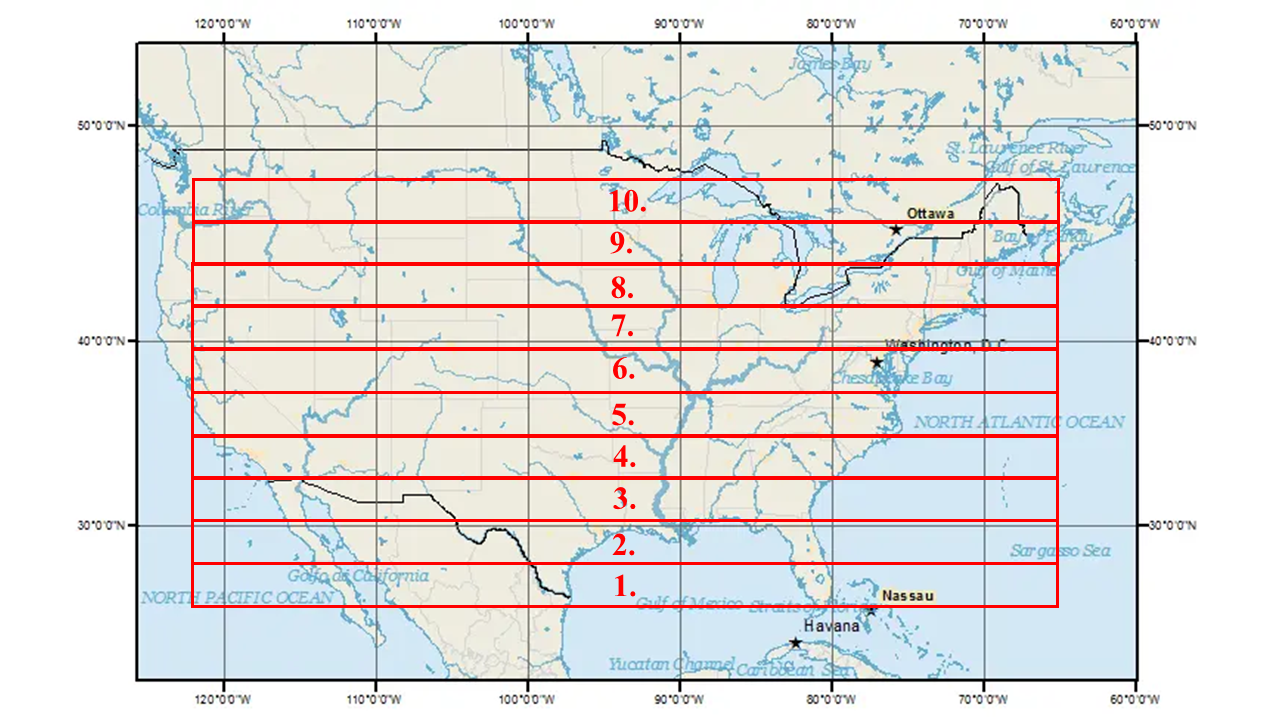 120°0'0"W 110°0'0"W 100°0'0"W 90°0'0"W 80°0'0"W 70°0'0"W 60°0'0"W
James Bay
50°0'0"N 50°0'0"N
St. Lawrence River
Gulf of St. Lawrence
10.
Columbia River
Ottawa
Bay of Fundy
9.
Gulf of Maine
8.
7.
40°0'0"N Washington, D.C. 40°0'0"N
6.
Chesapeake Bay
5.
NORTH ATLANTIC OCEAN
4.
3.
30°0'0"N 30°0'0"N
2.
Sargasso Sea
Golfo de California
1.
NORTH PACIFIC OCEAN
Nassau
Gulf of Mexico Straits of Florida
Havana
Yucatan Channel Caribbean Sea
120°0'0"W 110°0'0"W 100°0'0"W 90°0'0"W 80°0'0"W 70°0'0"W 60°0'0"W